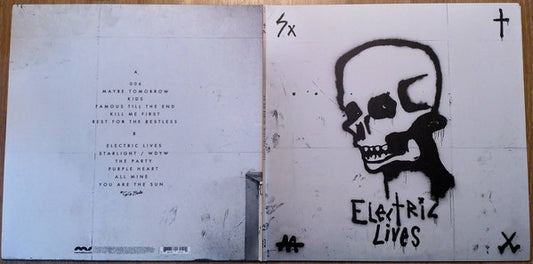 A
006
MAYBE TOMORROW
KIDS
FAMOUS TILL THE END
KILL ME FIRST
BEST FOR THE RESTLESS
B
ELECTRIC LIVES
STARLIGHT / WDYW
THE PARTY
PURPLE HEART
ALL MINE
YOU ARE THE SUN
Sx
ElectRic
Lives
X